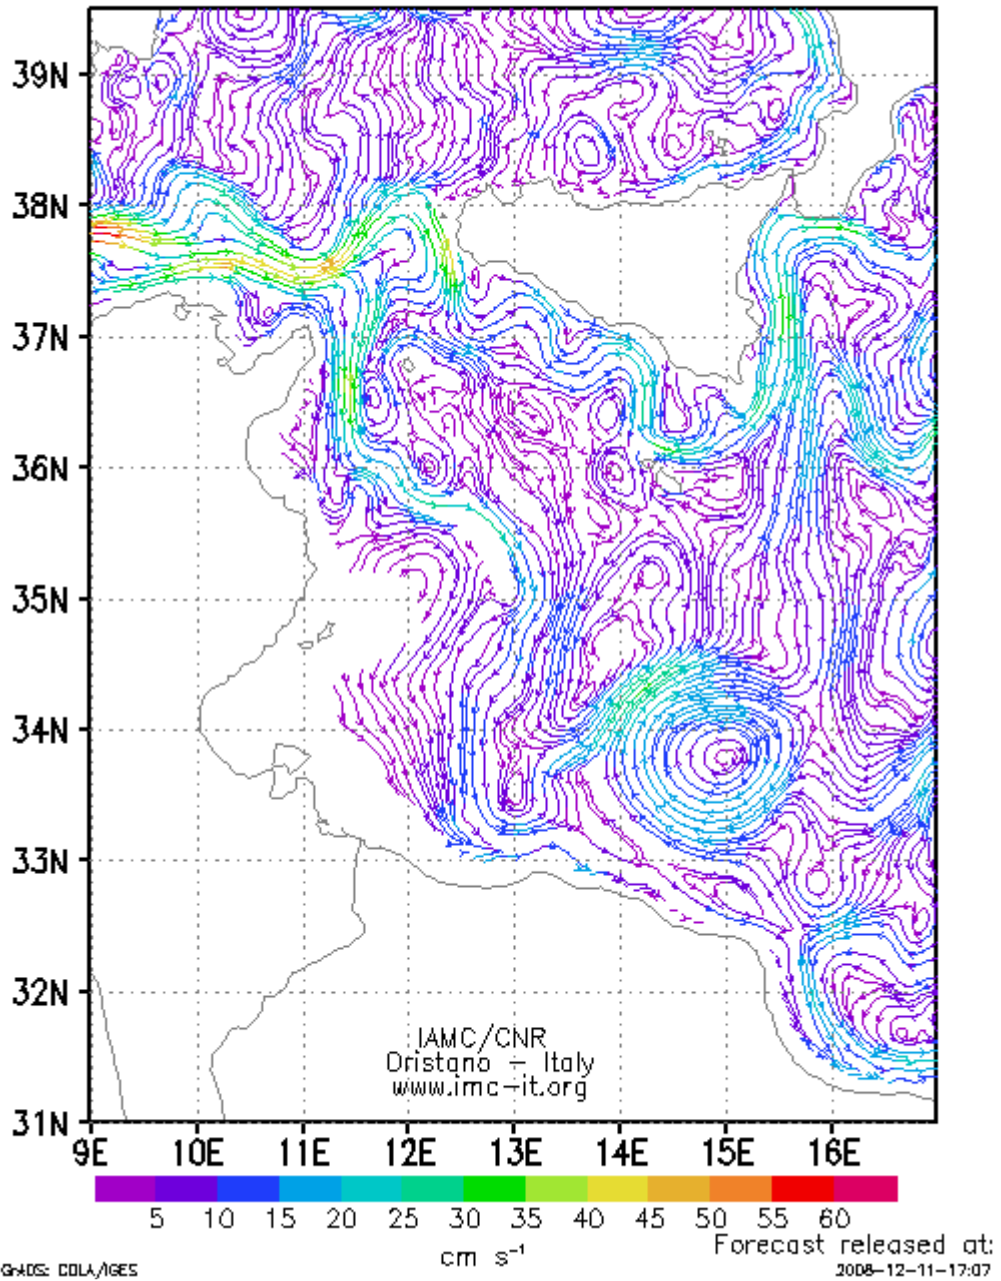 39N
38N
37N
36N
35N
34N
33N
32N
31N
IAMC/CNR
Oristano – Italy
www.imc-it.org
9E 10E 11E 12E 13E 14E 15E 16E
5 10 15 20 25 30 35 40 45 50 55 60
cm s⁻¹
Forecast released at:
GrADS: COLA/IGES
2008-12-11-17:07